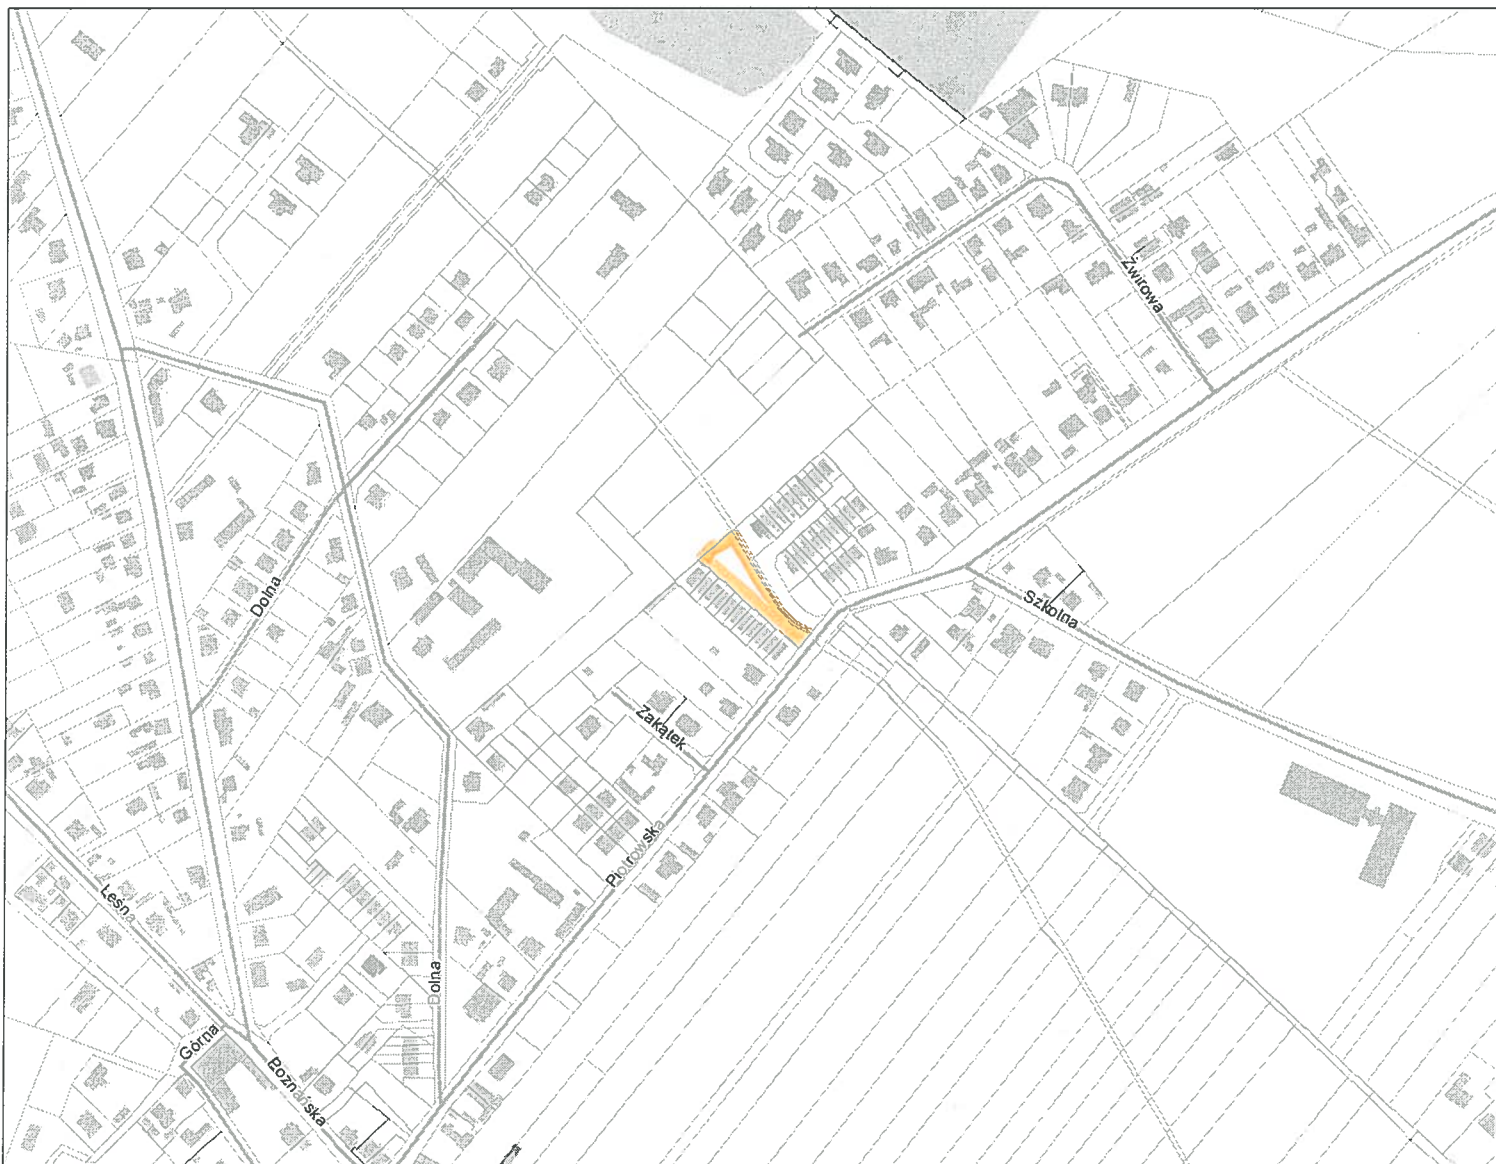 Żwirowa
Dolna
Szkolna
Zakątek
Piotrowska
Leśna
Dolna
Górna
Poznańska